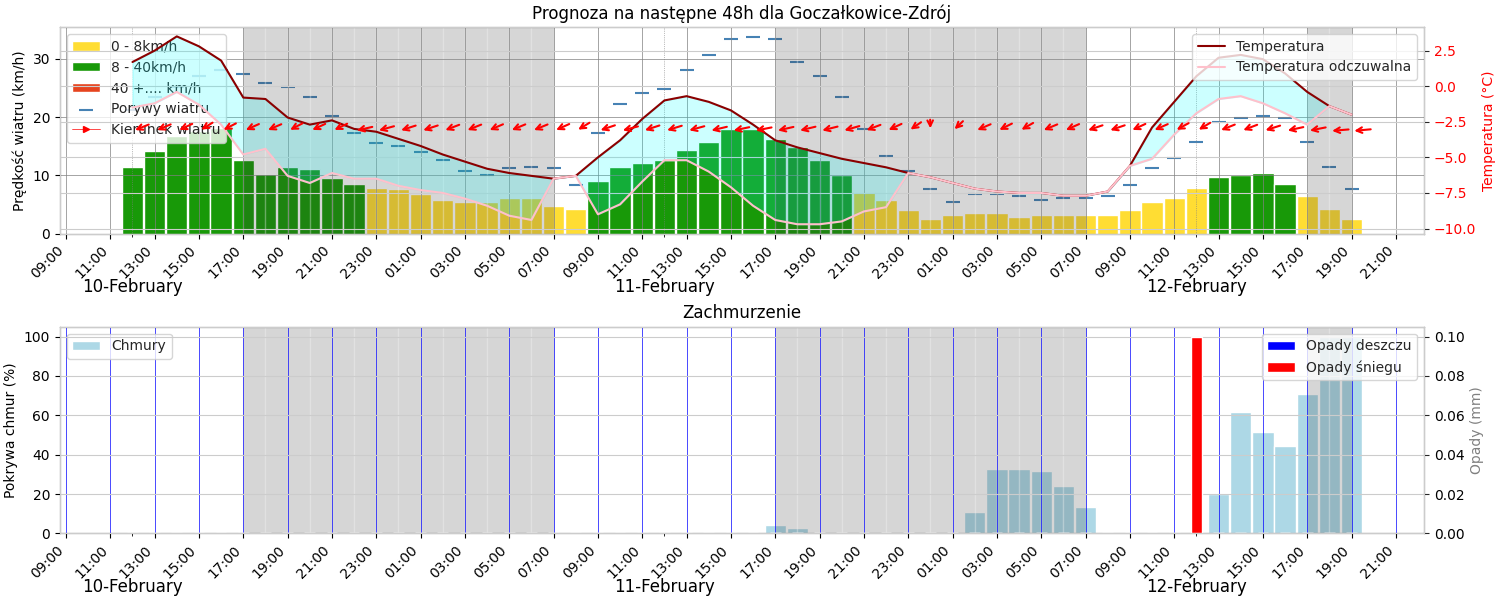 Prognoza na następne 48h dla Goczałkowice-Zdrój
Prędkość wiatru (km/h)
30
20
10
0
0 - 8km/h
8 - 40km/h
40 +.... km/h
Porywy wiatru
Kierunek wiatru
Temperatura
Temperatura odczuwalna
2.5
0.0
−2.5
−5.0
−7.5
−10.0
Temperatura (°C)
09:00 11:00 13:00 15:00 17:00 19:00 21:00 23:00 01:00 03:00 05:00 07:00 09:00 11:00 13:00 15:00 17:00 19:00 21:00 23:00 01:00 03:00 05:00 07:00 09:00 11:00 13:00 15:00 17:00 19:00 21:00
10-February 11-February 12-February
Zachmurzenie
Pokrywa chmur (%)
100
80
60
40
20
0
Chmury
Opady deszczu
Opady śniegu
0.10
0.08
0.06
0.04
0.02
0.00
Opady (mm)
09:00 11:00 13:00 15:00 17:00 19:00 21:00 23:00 01:00 03:00 05:00 07:00 09:00 11:00 13:00 15:00 17:00 19:00 21:00 23:00 01:00 03:00 05:00 07:00 09:00 11:00 13:00 15:00 17:00 19:00 21:00
10-February 11-February 12-February